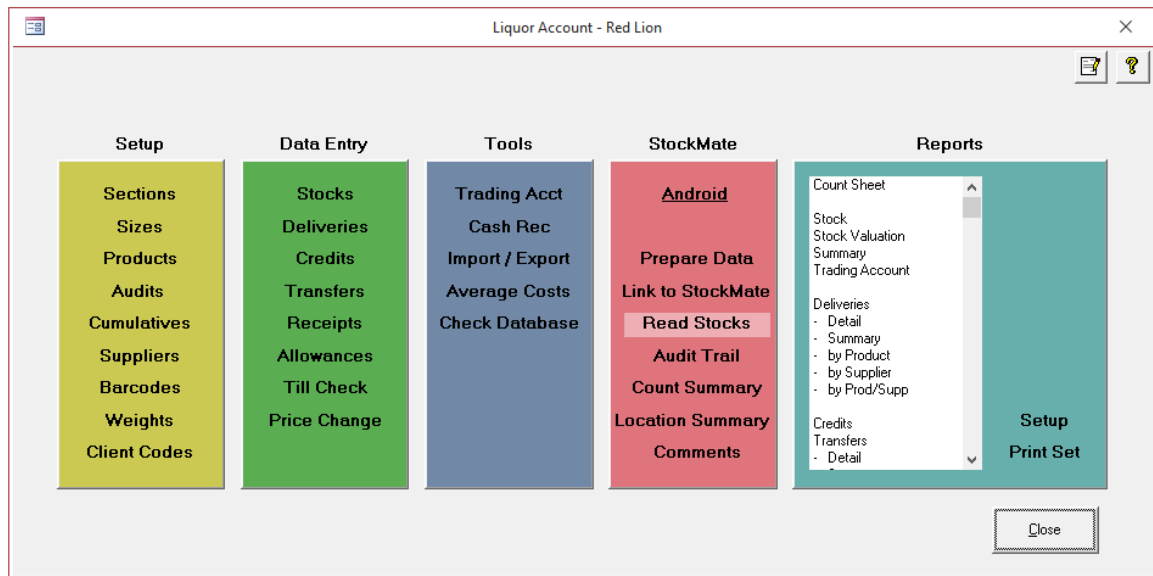 Liquor Account - Red Lion
?
Setup
Sections
Sizes
Products
Audits
Cumulatives
Suppliers
Barcodes
Weights
Client Codes
Data Entry
Stocks
Deliveries
Credits
Transfers
Receipts
Allowances
Till Check
Price Change
Tools
Trading Acct
Cash Rec
Import / Export
Average Costs
Check Database
StockMate
Android
Prepare Data
Link to StockMate
Read Stocks
Audit Trail
Count Summary
Location Summary
Comments
Reports
Count Sheet
Stock
Stock Valuation
Summary
Trading Account
Deliveries
- Detail
- Summary
- by Product
- by Supplier
- by Prod/Supp
Credits
Transfers
- Detail
Setup
Print Set
Close